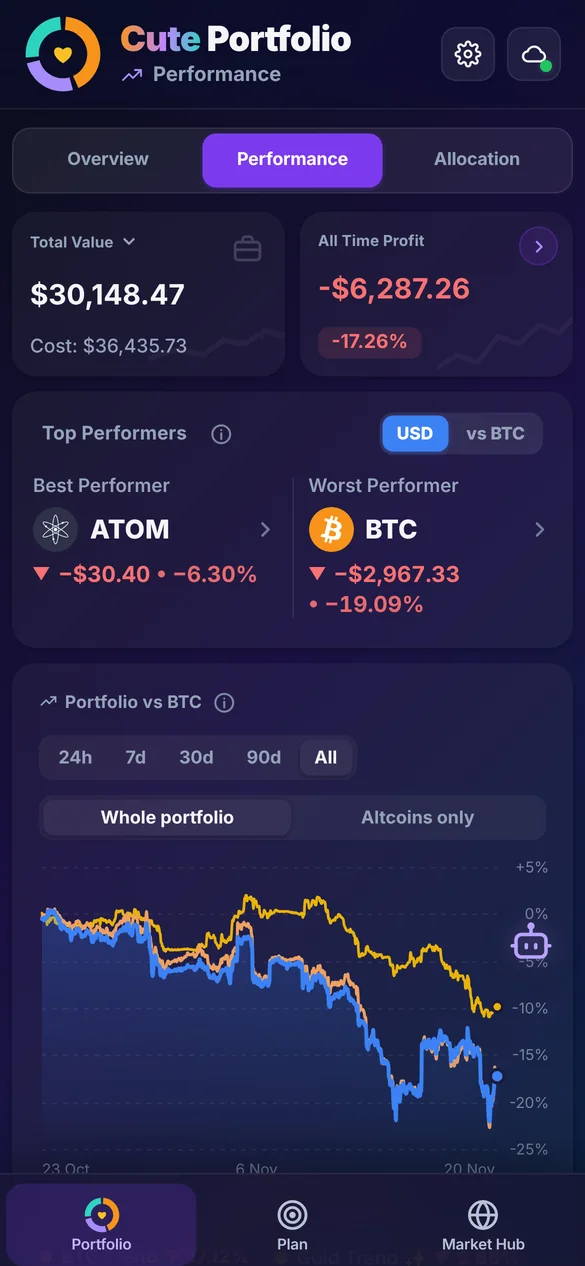 Cute Portfolio
Performance
Overview
Performance
Allocation
Total Value
$30,148.47
Cost: $36,435.73
All Time Profit
-$6,287.26
-17.26%
Top Performers
USD
vs BTC
Best Performer
ATOM
−$30.40 • −6.30%
Worst Performer
BTC
−$2,967.33
• −19.09%
Portfolio vs BTC
24h
7d
30d
90d
All
Whole portfolio
Altcoins only
+5%
0%
-5%
-10%
-15%
-20%
-25%
23 Oct
6 Nov
20 Nov
Portfolio
Plan
Market Hub